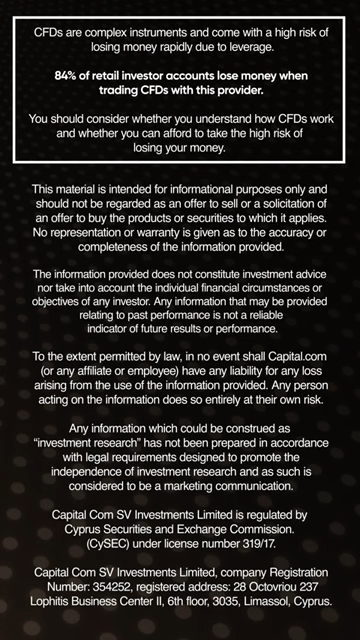 CFDs are complex instruments and come with a high risk of
losing money rapidly due to leverage.
84% of retail investor accounts lose money when
trading CFDs with this provider.
You should consider whether you understand how CFDs work
and whether you can afford to take the high risk of
losing your money.
This material is intended for informational purposes only and
should not be regarded as an offer to sell or a solicitation of
an offer to buy the products or securities to which it applies.
No representation or warranty is given as to the accuracy or
completeness of the information provided.
The information provided does not constitute investment advice
nor take into account the individual financial circumstances or
objectives of any investor. Any information that may be provided
relating to past performance is not a reliable
indicator of future results or performance.
To the extent permitted by law, in no event shall Capital.com
(or any affiliate or employee) have any liability for any loss
arising from the use of the information provided. Any person
acting on the information does so entirely at their own risk.
Any information which could be construed as
“investment research” has not been prepared in accordance
with legal requirements designed to promote the
independence of investment research and as such is
considered to be a marketing communication.
Capital Com SV Investments Limited is regulated by
Cyprus Securities and Exchange Commission.
(CySEC) under license number 319/17.
Capital Com SV Investments Limited, company Registration
Number: 354252, registered address: 28 Octovriou 237
Lophitis Business Center II, 6th floor, 3035, Limassol, Cyprus.